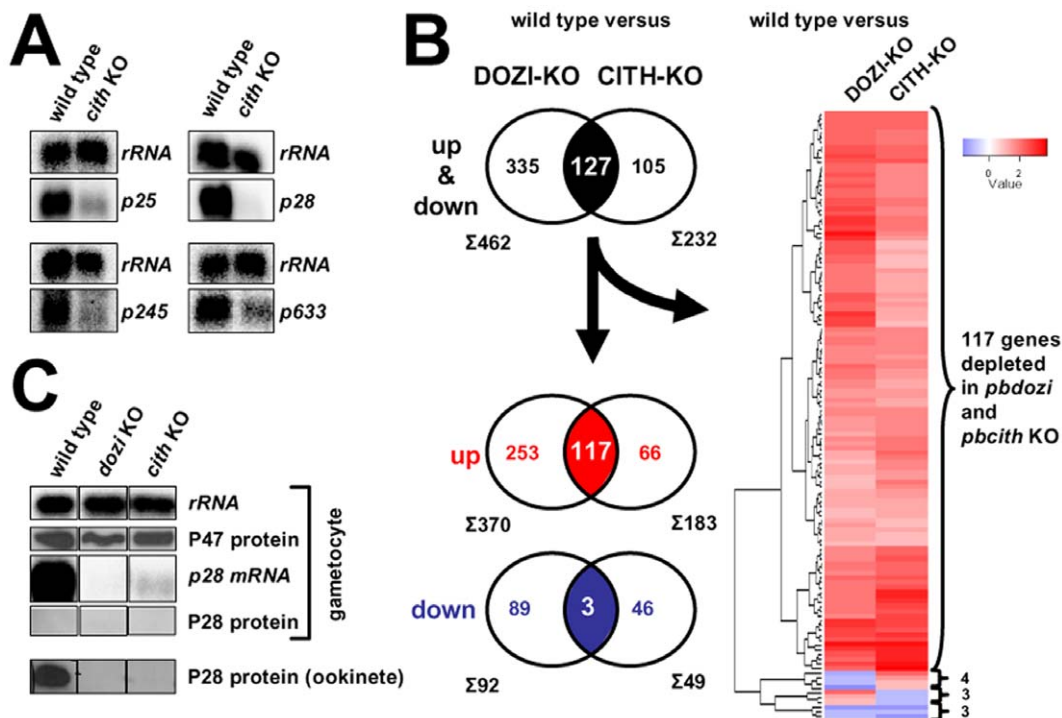 A
wild type
cith KO
rRNA
p25
rRNA
p245
wild type
cith KO
rRNA
p28
rRNA
p633
B
wild type versus
DOZI-KO CITH-KO
up
&
down
335 127 105
Σ462 Σ232
up 253 117 66
Σ370 Σ183
down 89 3 46
Σ92 Σ49
wild type versus
DOZI-KO
CITH-KO
0 2
Value
117 genes
depleted
in pbdozi
and
pbcith KO
4
3
3
C
wild type
dozi KO
cith KO
rRNA
P47 protein
p28 mRNA
P28 protein
gametocyte
P28 protein (ookinete)